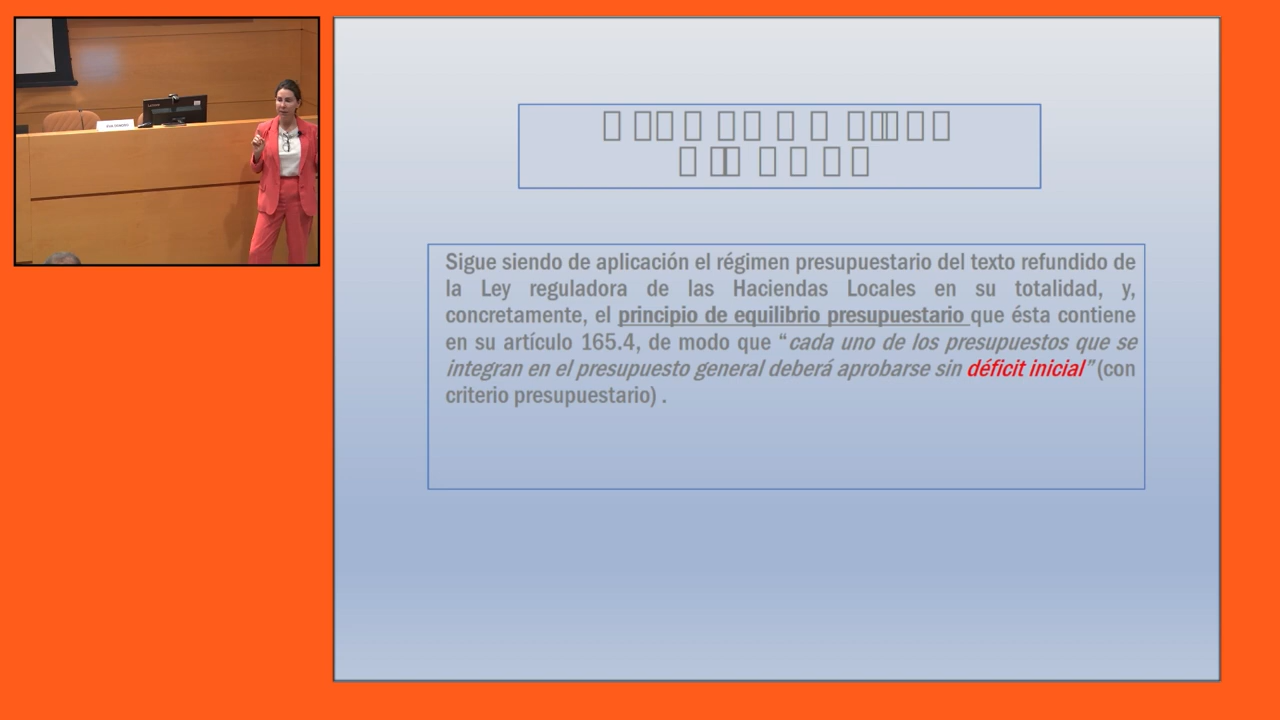 Sigue siendo de aplicación el régimen presupuestario del texto refundido de
la Ley reguladora de las Haciendas Locales en su totalidad, y,
concretamente, el principio de equilibrio presupuestario que ésta contiene
en su artículo 165.4, de modo que “cada uno de los presupuestos que se
integran en el presupuesto general deberá aprobarse sin déficit inicial” (con
criterio presupuestario) .